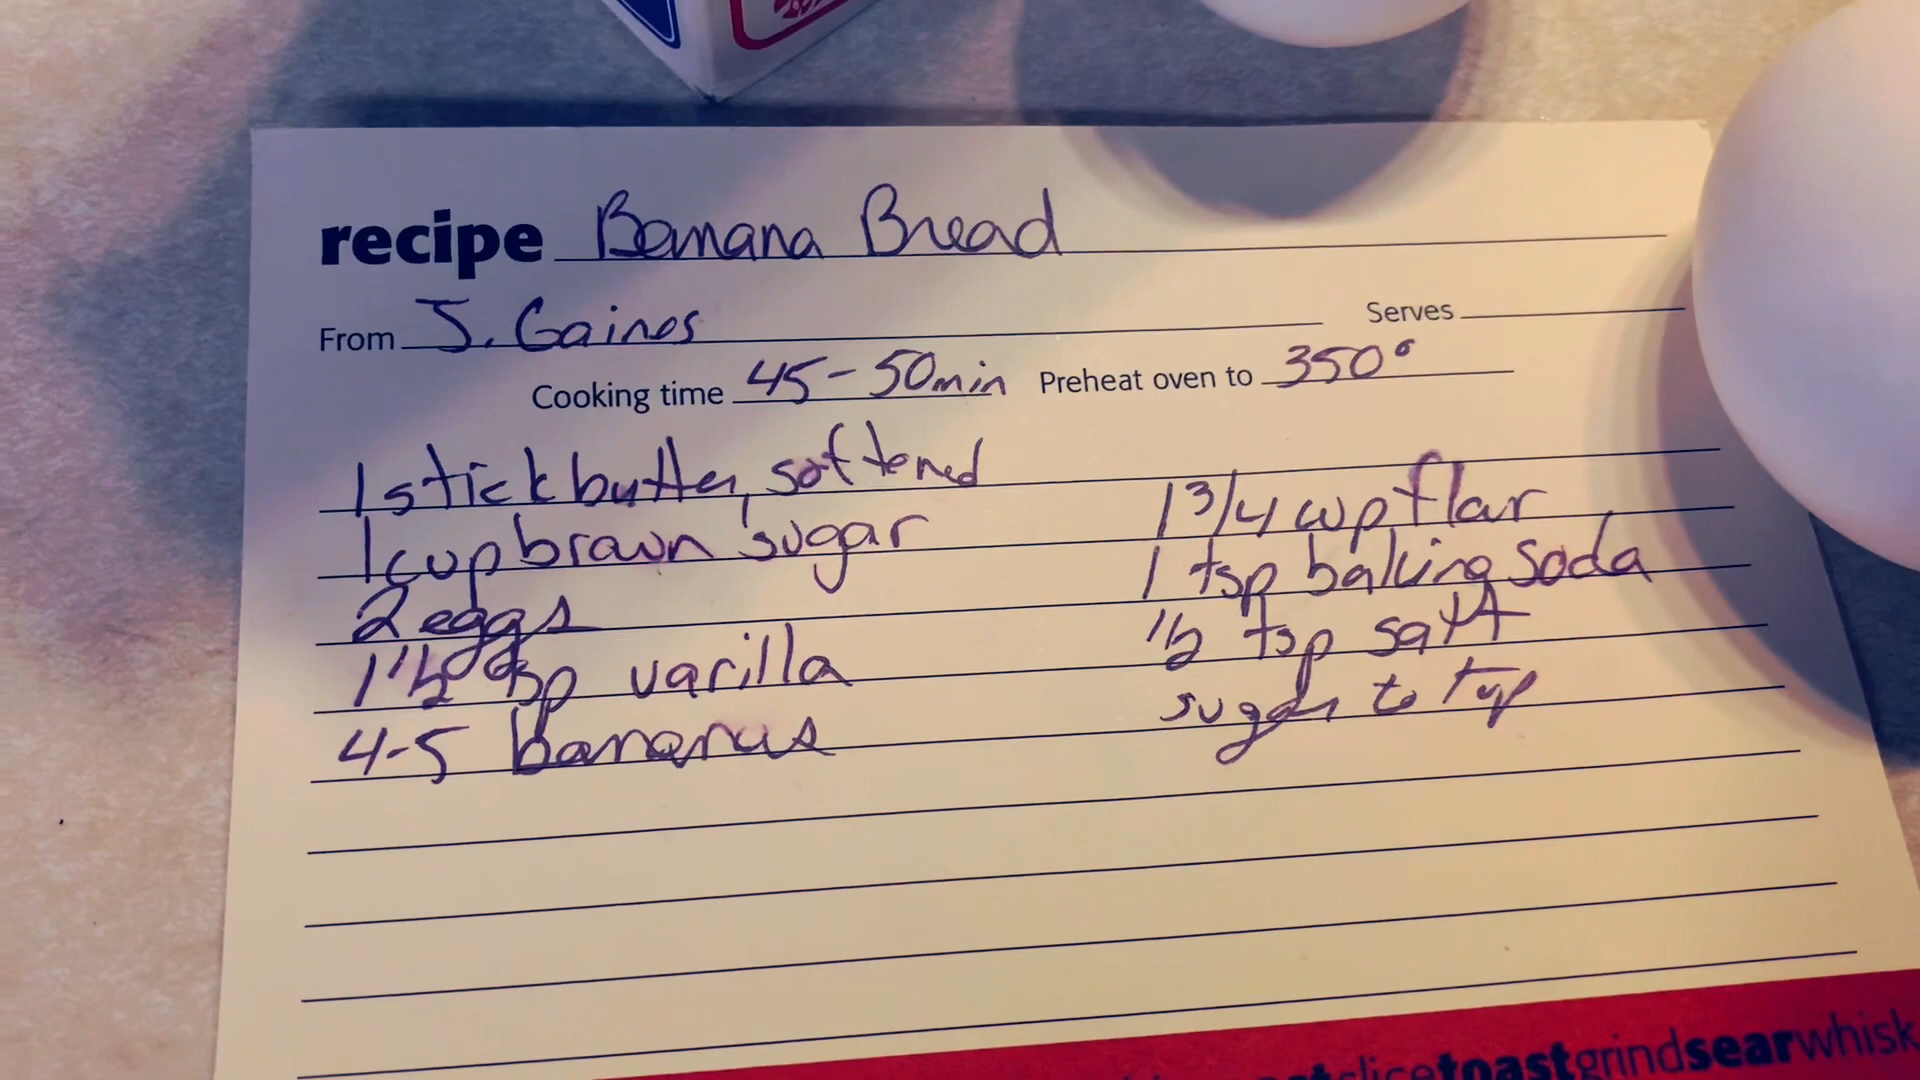 recipe Banana Bread
From J. Gaines Serves
Cooking time 45-50min Preheat oven to 350°
1 stick butter, softened
1 cup brown sugar
2 eggs
1 1/2 tsp vanilla
4-5 bananas
1 3/4 cup flour
1 tsp baking soda
1/2 tsp salt
sugar to top
slicetoastgrindsearwhisk